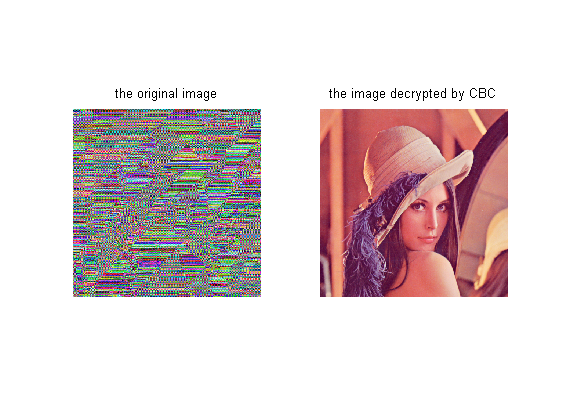 the original image
the image decrypted by CBC